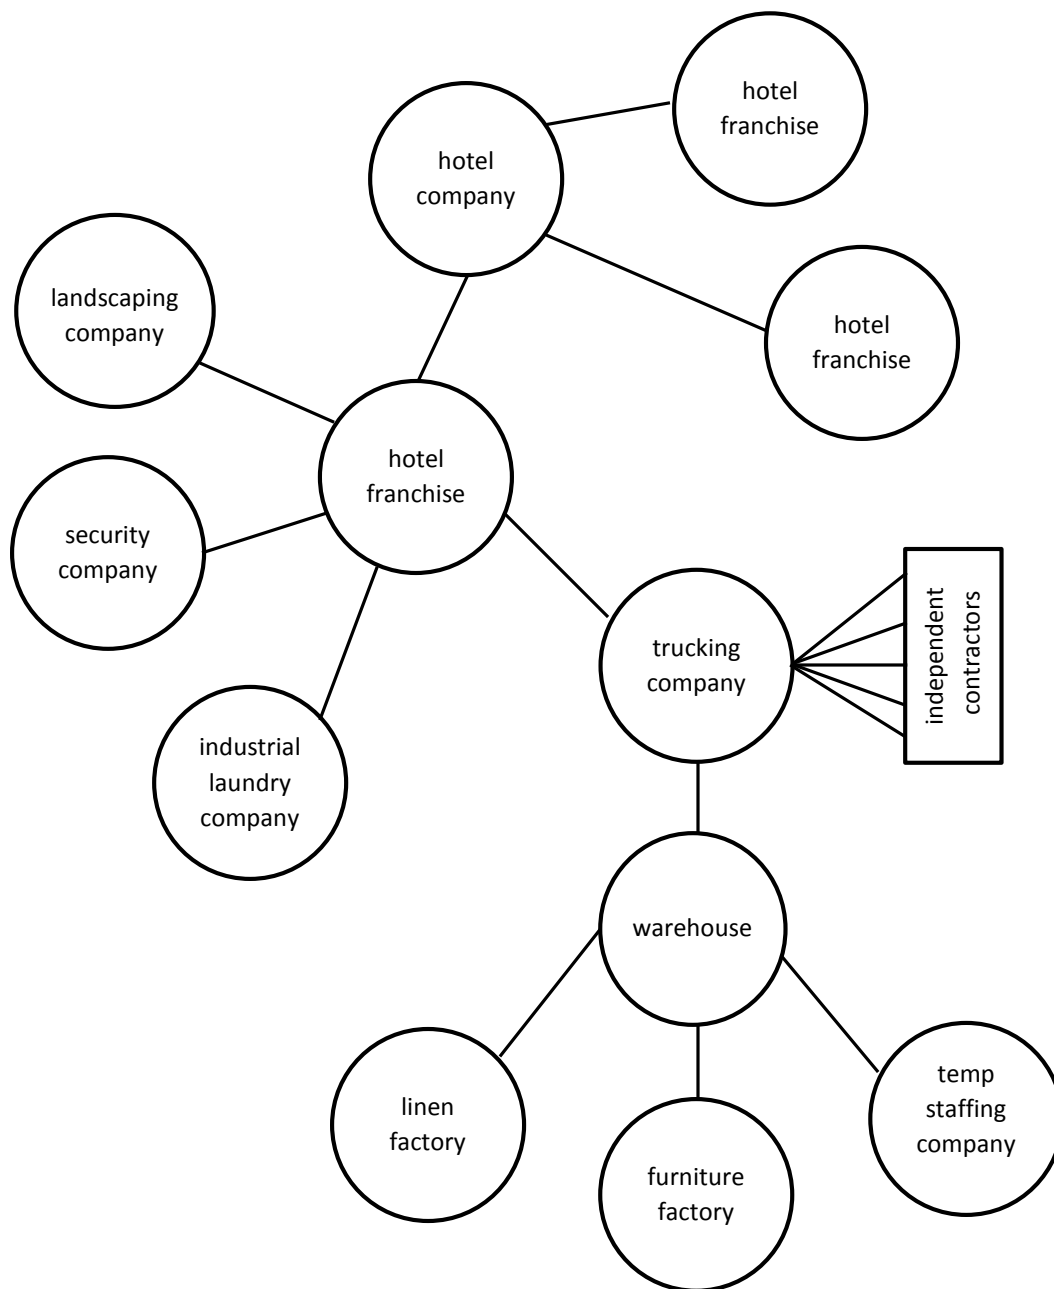 hotel
franchise
hotel
company
landscaping
company
hotel
franchise
hotel
franchise
security
company
independent
contractors
trucking
company
industrial
laundry
company
warehouse
linen
factory
temp
staffing
company
furniture
factory